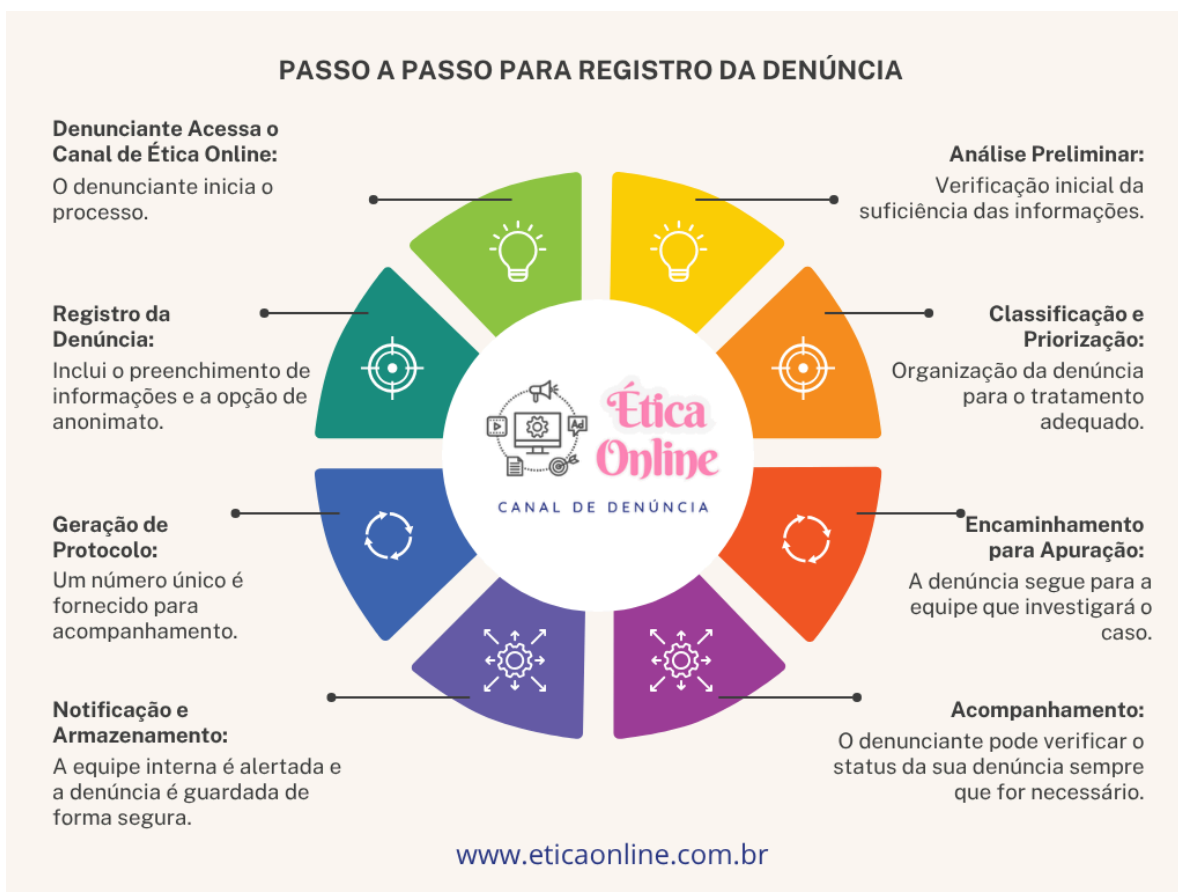 PASSO A PASSO PARA REGISTRO DA DENÚNCIA
Denunciante Acessa o
Canal de Ética Online:
O denunciante inicia o
processo.
Registro da
Denúncia:
Inclui o preenchimento de
informações e a opção de
anonimato.
Geração de
Protocolo:
Um número único é
fornecido para
acompanhamento.
Notificação e
Armazenamento:
A equipe interna é alertada e
a denúncia é guardada de
forma segura.
Análise Preliminar:
Verificação inicial da
suficiência das informações.
Classificação e
Priorização:
Organização da denúncia
para o tratamento
adequado.
Encaminhamento
para Apuração:
A denúncia segue para a
equipe que investigará o
caso.
Acompanhamento:
O denunciante pode verificar o
status da sua denúncia sempre
que for necessário.
Ad
Ética
Online
CANAL DE DENÚNCIA
www.eticaonline.com.br